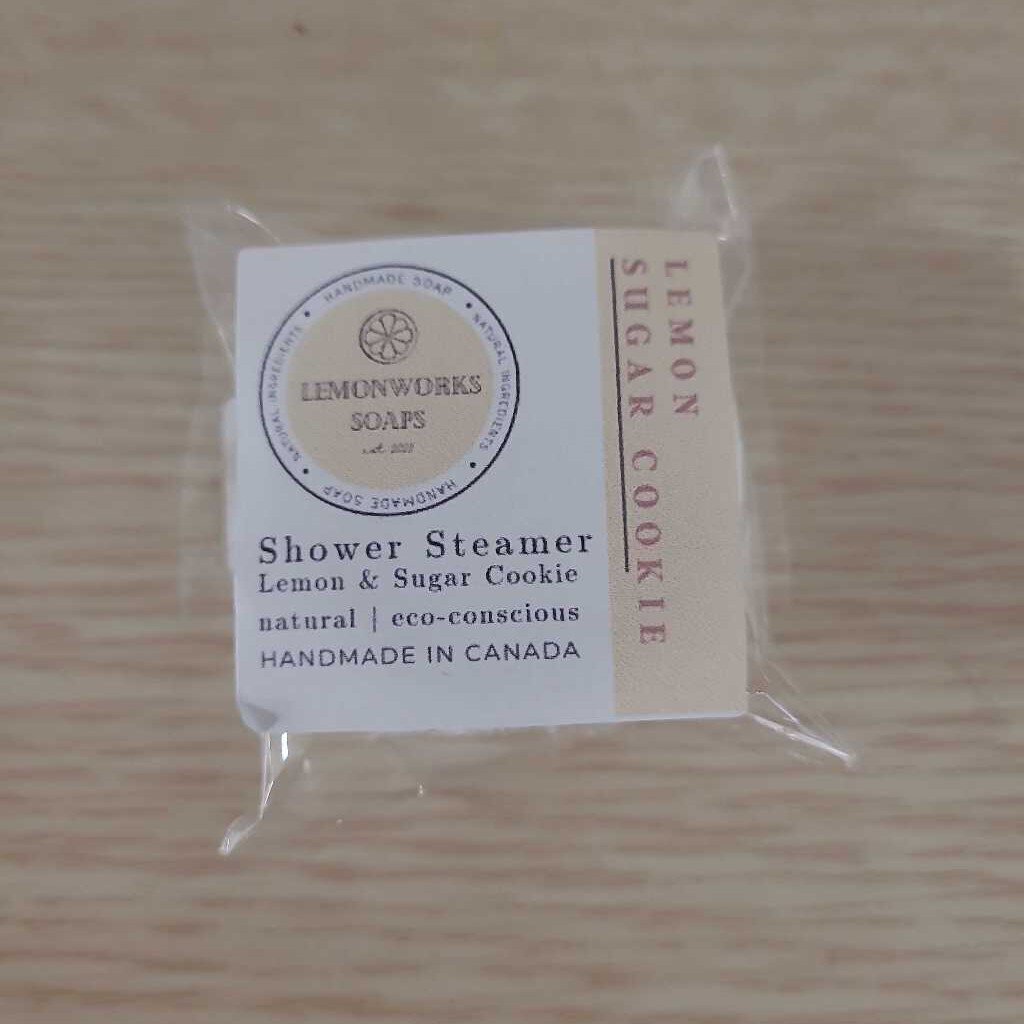 HANDMADE SOAP
NATURAL INGREDIENTS
HANDMADE SOAP
NATURAL INGREDIENTS
LEMONWORKS
SOAPS
est.
Shower Steamer
Lemon & Sugar Cookie
natural | eco-conscious
HANDMADE IN CANADA
LEMON
SUGAR COOKIE